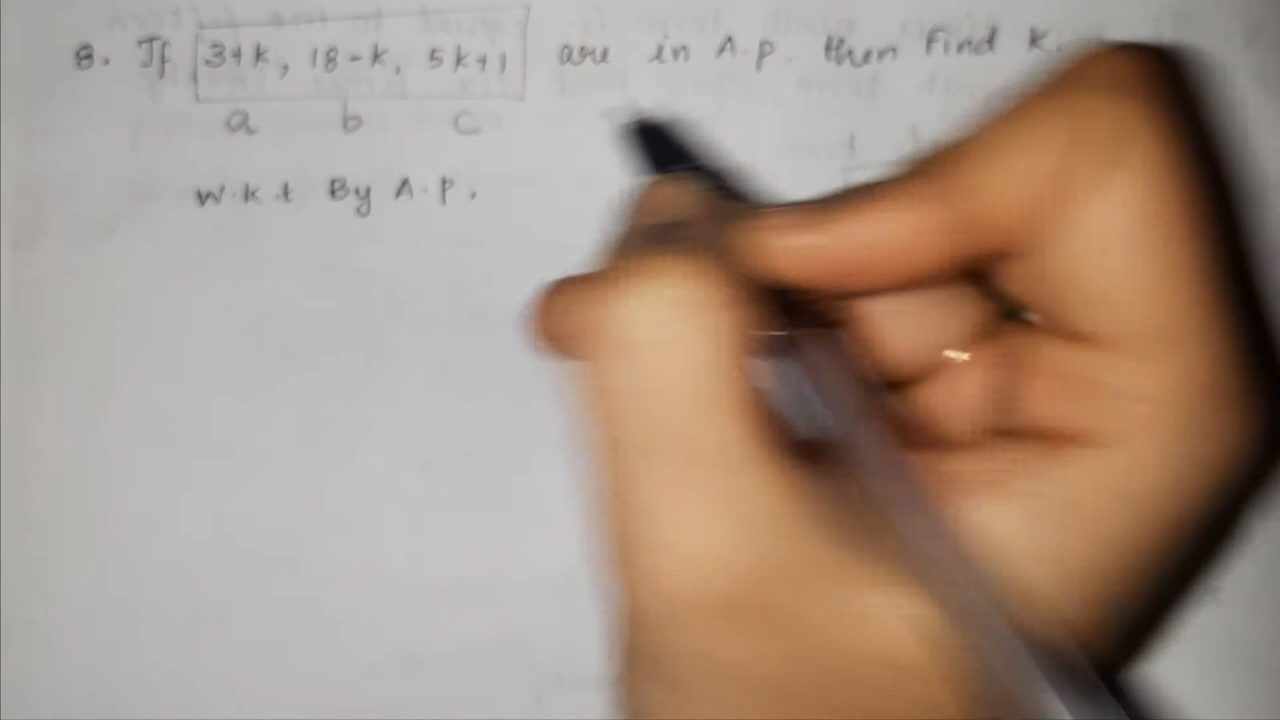 8. If 3+k, 18-k, 5k+1 are in A.p. then Find K
a b c
w.k.t By A.p.